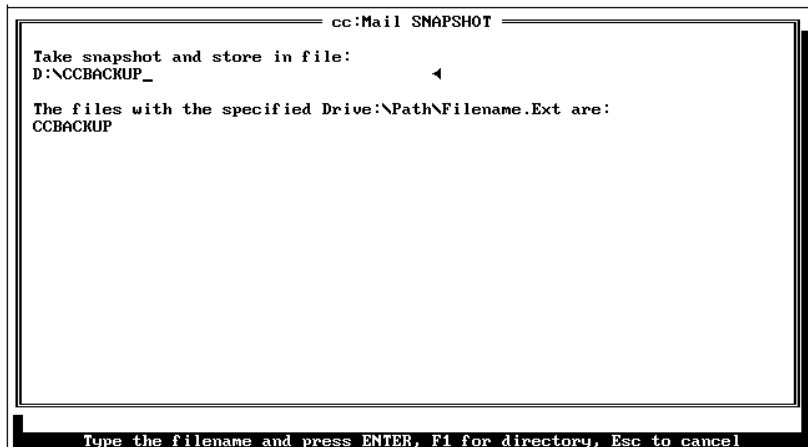 cc:Mail SNAPSHOT
Take snapshot and store in file:
D:\CCBACKUP_
The files with the specified Drive:\Path\Filename.Ext are:
CCBACKUP
Type the filename and press ENTER, F1 for directory, Esc to cancel